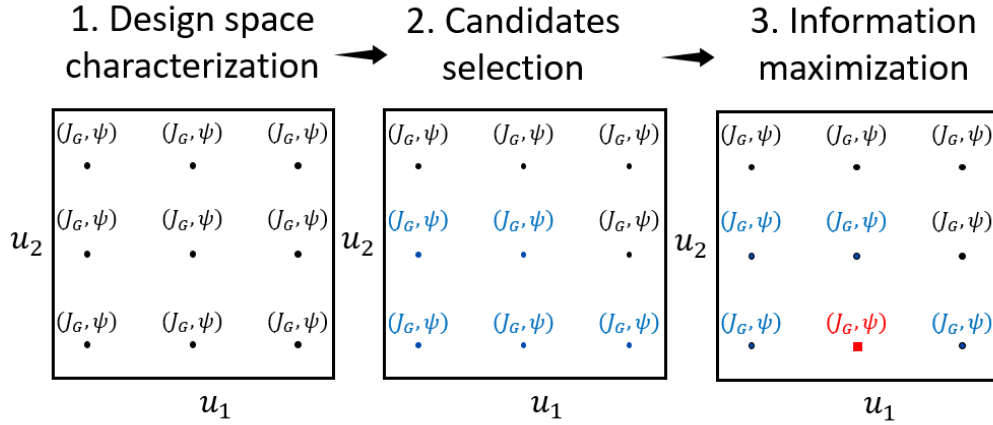 1. Design space characterization
2. Candidates selection
3. Information maximization
(J_G, ψ) (J_G, ψ) (J_G, ψ)
(J_G, ψ) (J_G, ψ) (J_G, ψ)
(J_G, ψ) (J_G, ψ) (J_G, ψ)
u_2
u_1
(J_G, ψ) (J_G, ψ) (J_G, ψ)
(J_G, ψ) (J_G, ψ) (J_G, ψ)
(J_G, ψ) (J_G, ψ) (J_G, ψ)
u_2
u_1
(J_G, ψ) (J_G, ψ) (J_G, ψ)
(J_G, ψ) (J_G, ψ) (J_G, ψ)
(J_G, ψ) (J_G, ψ) (J_G, ψ)
u_2
u_1